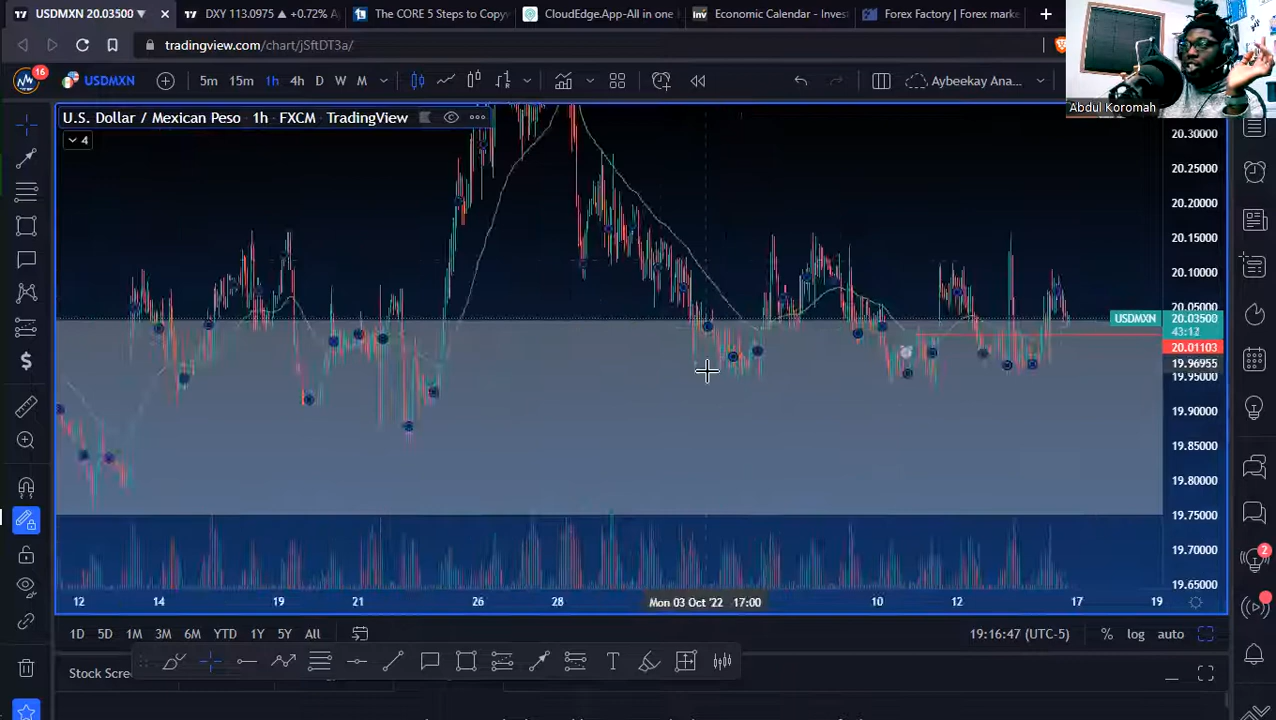 USDMXN 20.03500
DXY 113.0975 ▲ +0.72% A
The CORE 5 Steps to Copy
CloudEdge.App-All in one
Economic Calendar - Invest
Forex Factory | Forex marke
tradingview.com/chart/jSftDT3a/
16
USDMXN
5m 15m 1h 4h D W M
Aybeekay Ana...
Abdul Koromah
U.S. Dollar / Mexican Peso 1h FXCM TradingView
4
20.30000
20.25000
20.20000
20.15000
20.10000
20.05000
USDMXN 20.03500
43:12
20.01103
19.96955
19.95000
19.90000
19.85000
19.80000
19.75000
19.70000
19.65000
12 14 19 21 26 28 Mon 03 Oct '22 17:00 10 12 17 19
1D 5D 1M 3M 6M YTD 1Y 5Y All
19:16:47 (UTC-5) % log auto
Stock Scree
2